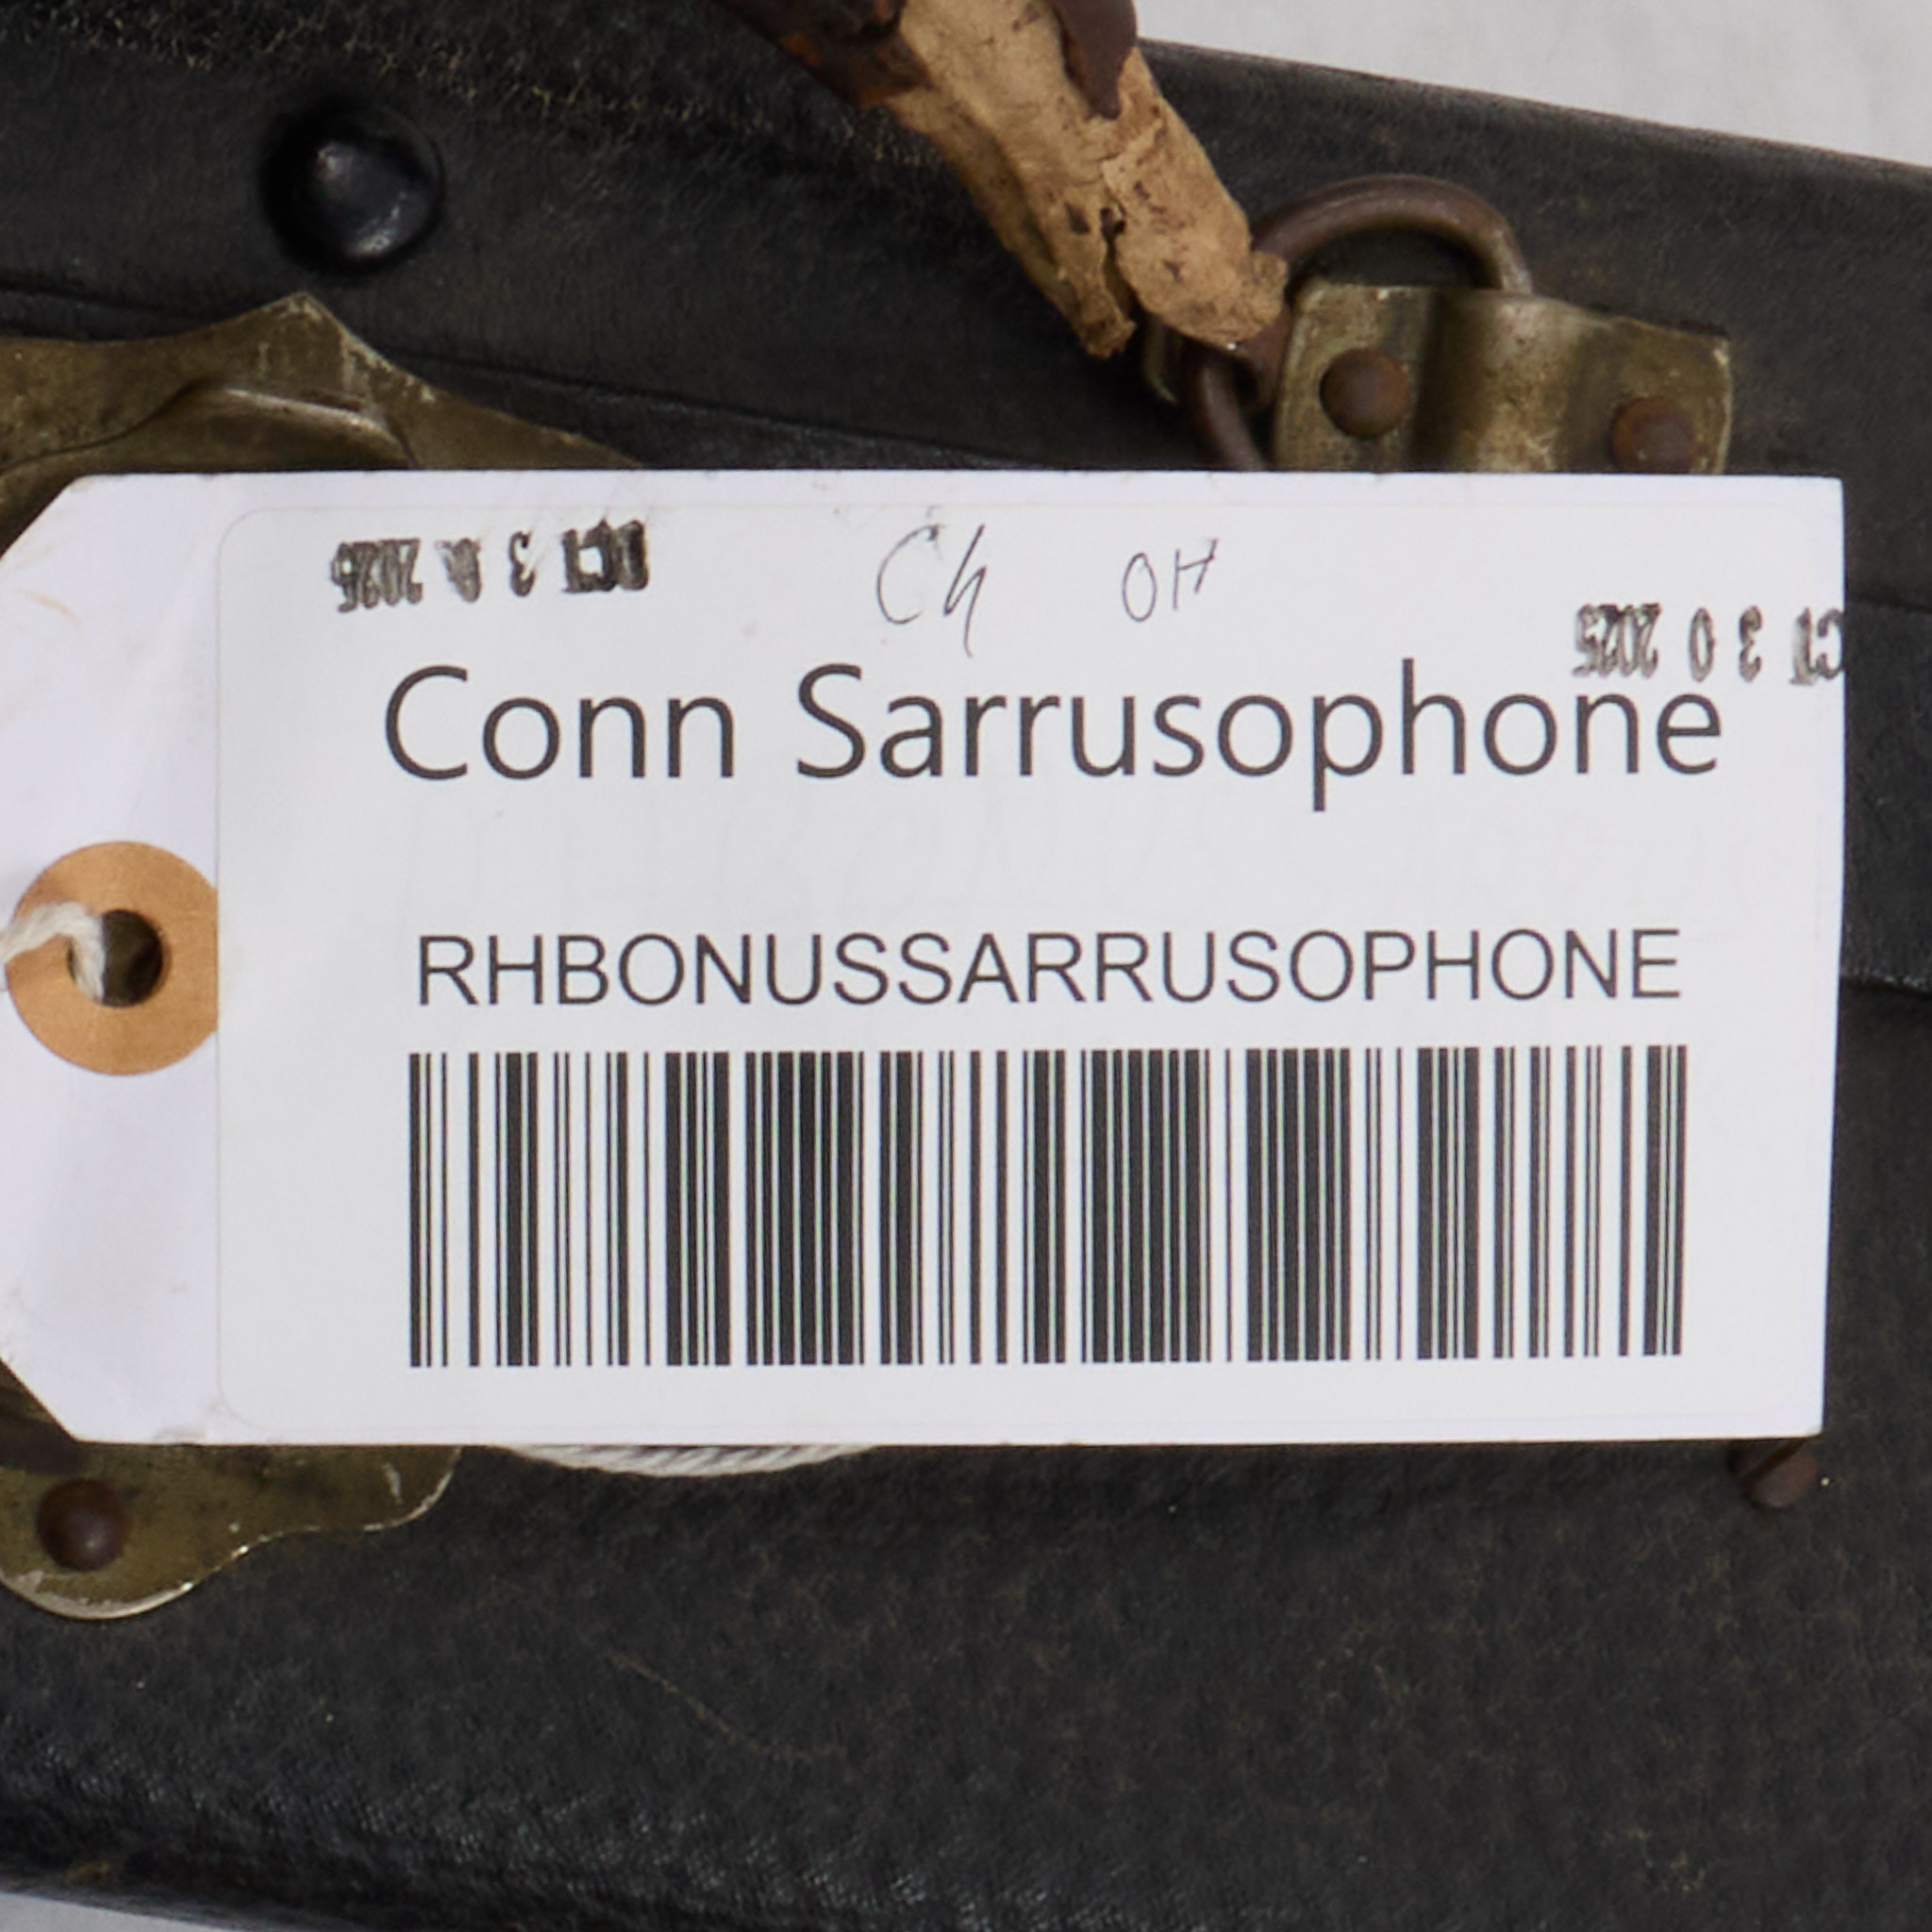 OCT 3 0 2025
Ch OH
OCT 3 0 2025
Conn Sarrusophone
RHBONUSSARRUSOPHONE